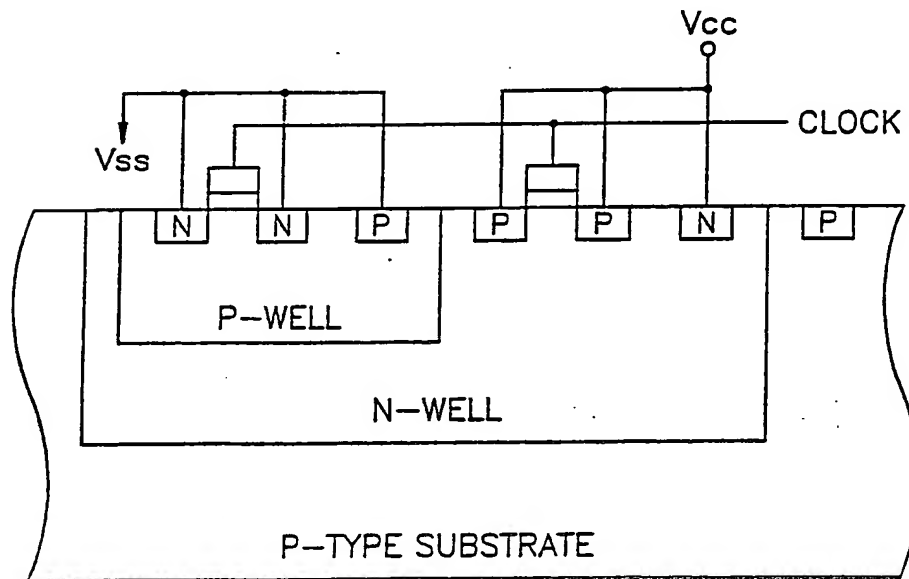 Vcc
CLOCK
Vss
N N P P P N P
P-WELL
N-WELL
P-TYPE SUBSTRATE